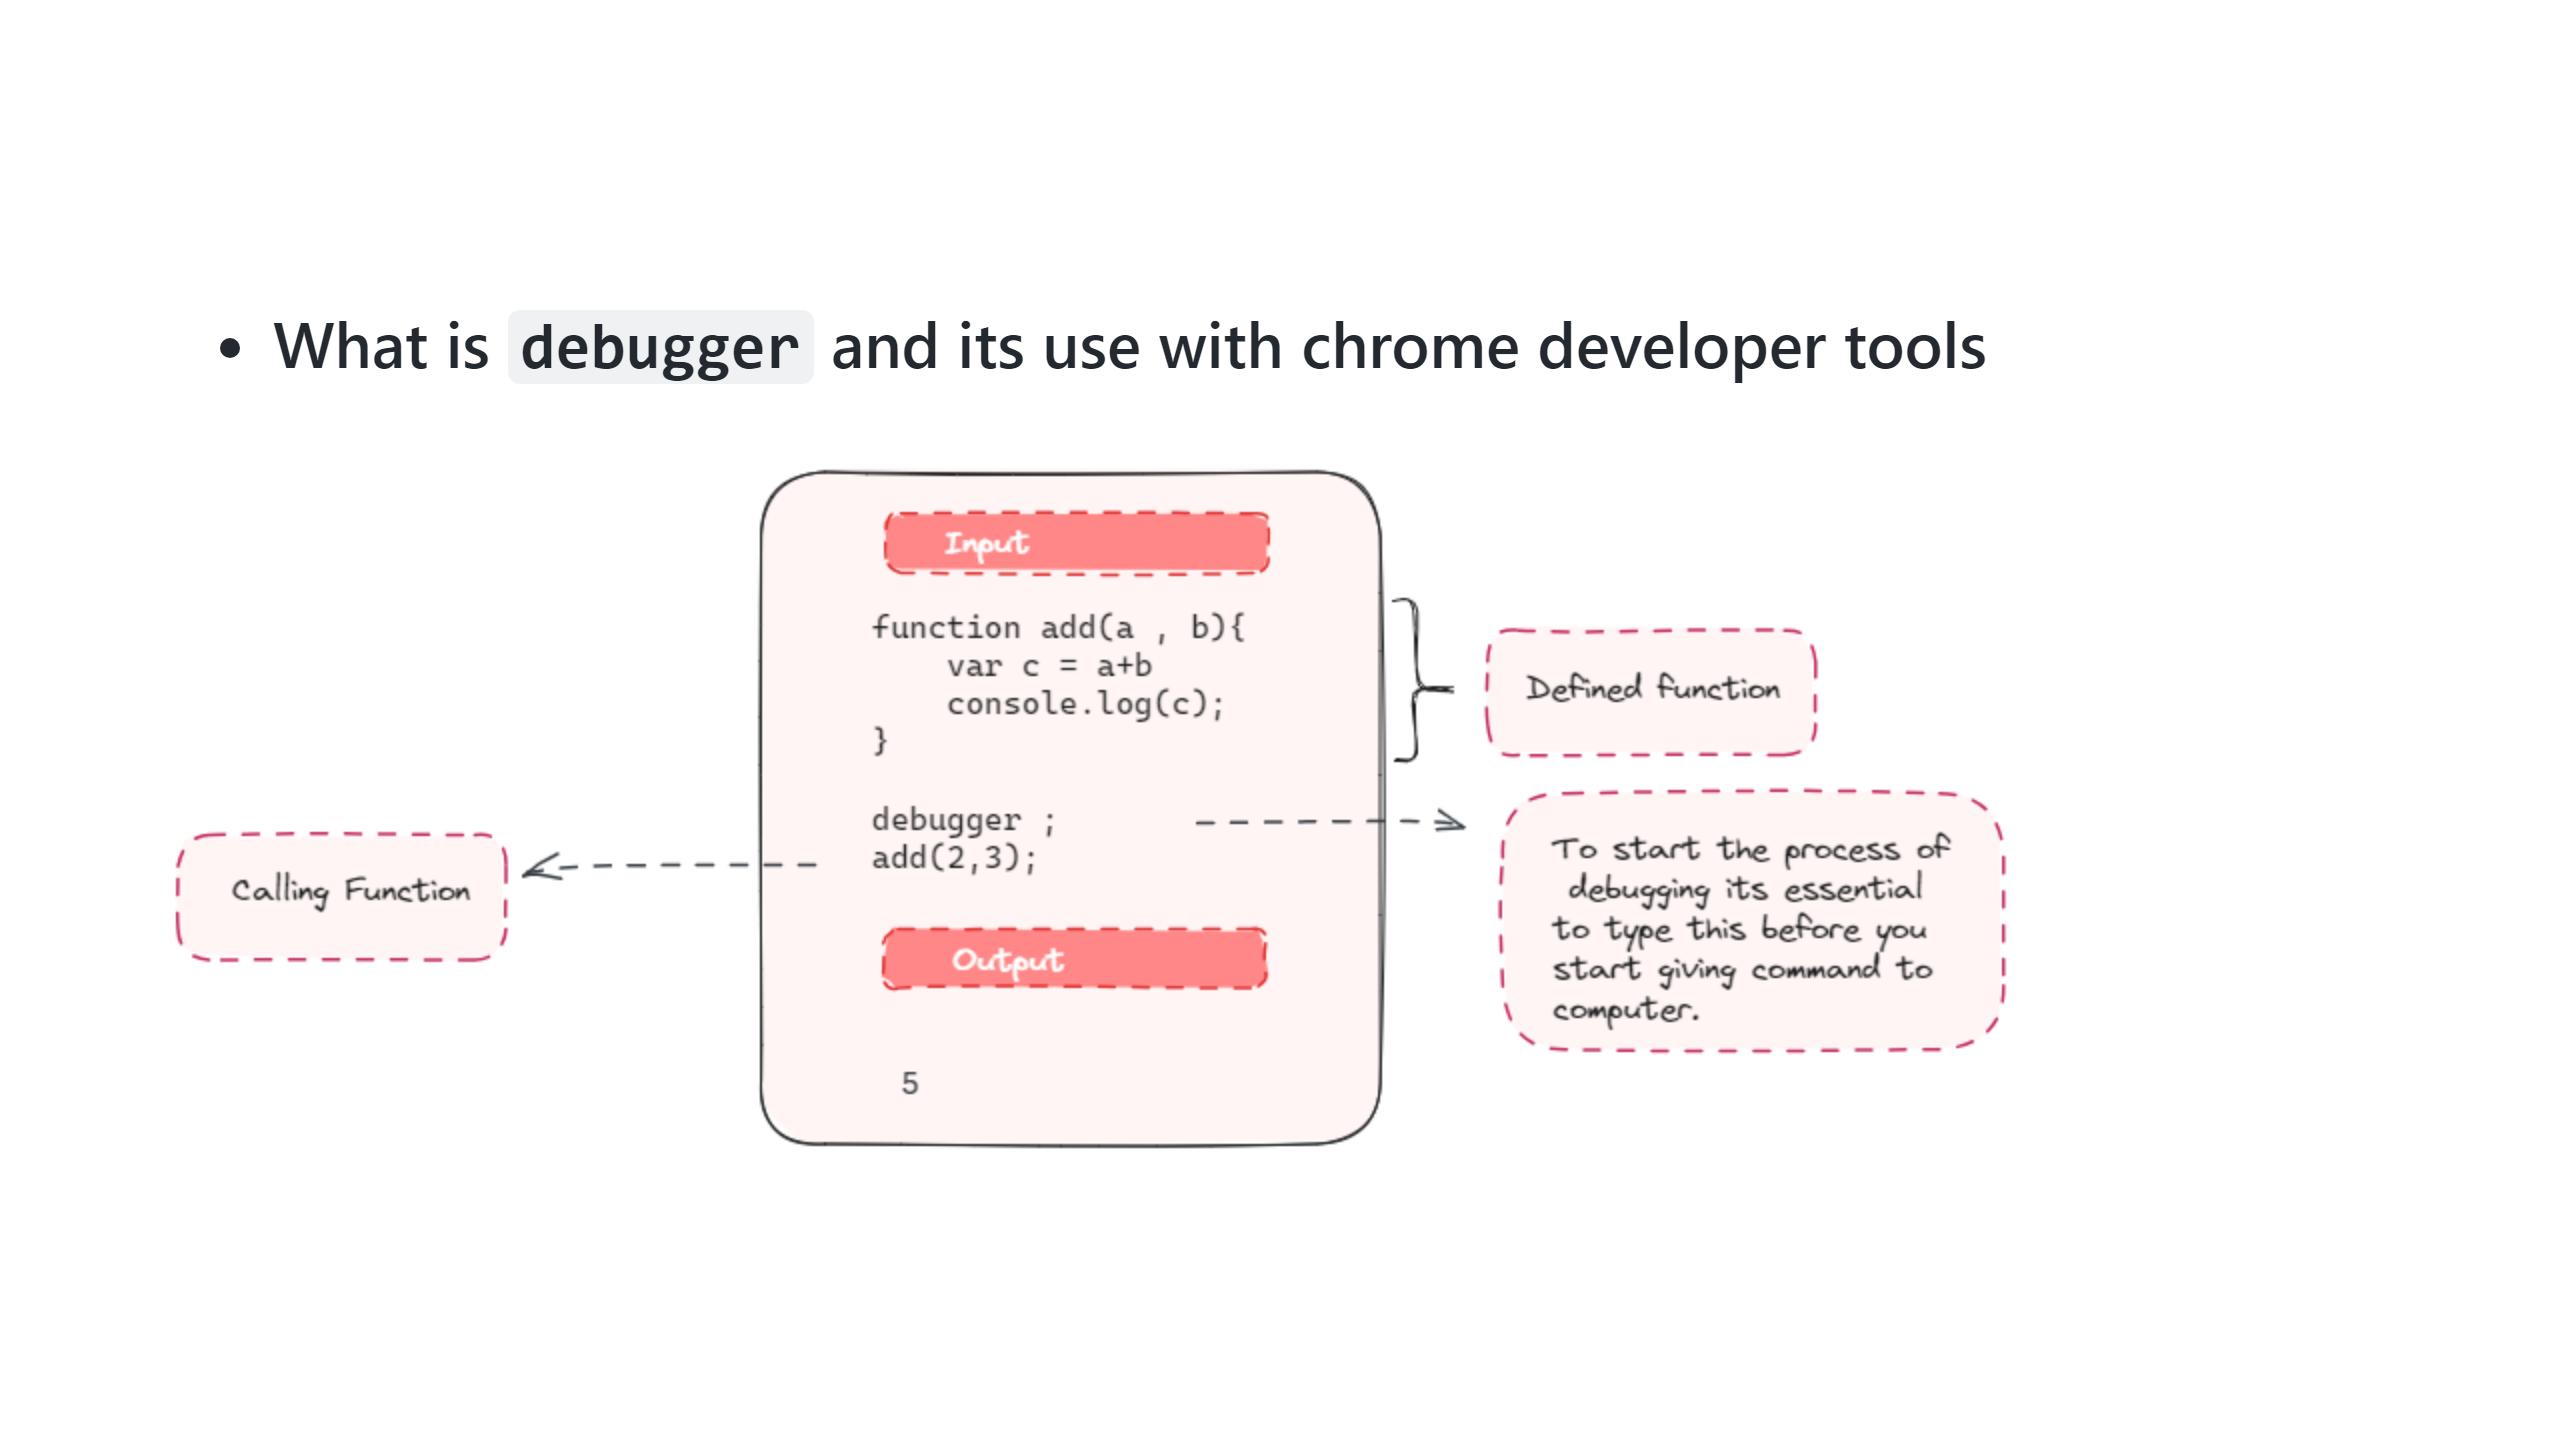 What is debugger and its use with chrome developer tools
Input
function add(a , b){
var c = a+b
console.log(c);
}
Defined function
debugger ;
add(2,3);
Calling Function
To start the process of
debugging its essential
to type this before you
start giving command to
computer.
Output
5